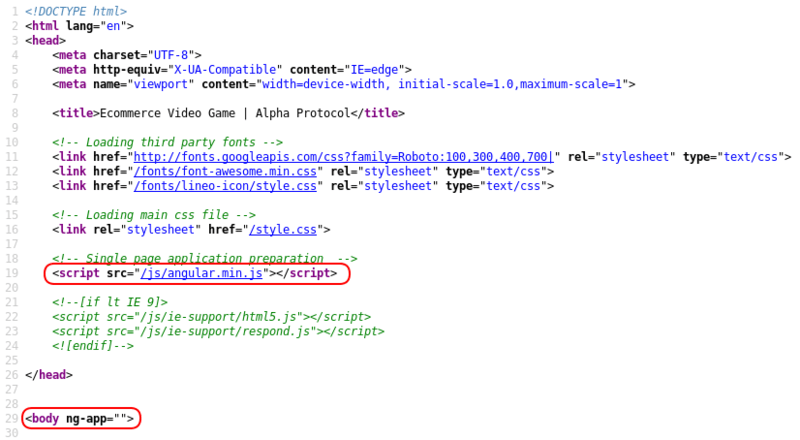 1 <!DOCTYPE html>
2 <html lang="en">
3 <head>
4     <meta charset="UTF-8">
5     <meta http-equiv="X-UA-Compatible" content="IE=edge">
6     <meta name="viewport" content="width=device-width, initial-scale=1.0,maximum-scale=1">
7
8     <title>Ecommerce Video Game | Alpha Protocol</title>
9
10     <!-- Loading third party fonts -->
11     <link href="http://fonts.googleapis.com/css?family=Roboto:100,300,400,700|" rel="stylesheet" type="text/css">
12     <link href="/fonts/font-awesome.min.css" rel="stylesheet" type="text/css">
13     <link href="/fonts/lineo-icon/style.css" rel="stylesheet" type="text/css">
14
15     <!-- Loading main css file -->
16     <link rel="stylesheet" href="/style.css">
17
18     <!-- Single page application preparation  -->
19     <script src="/js/angular.min.js"></script>
20
21     <!--[if lt IE 9]>
22     <script src="/js/ie-support/html5.js"></script>
23     <script src="/js/ie-support/respond.js"></script>
24     <![endif]-->
25
26 </head>
27
28
29 <body ng-app="">
30